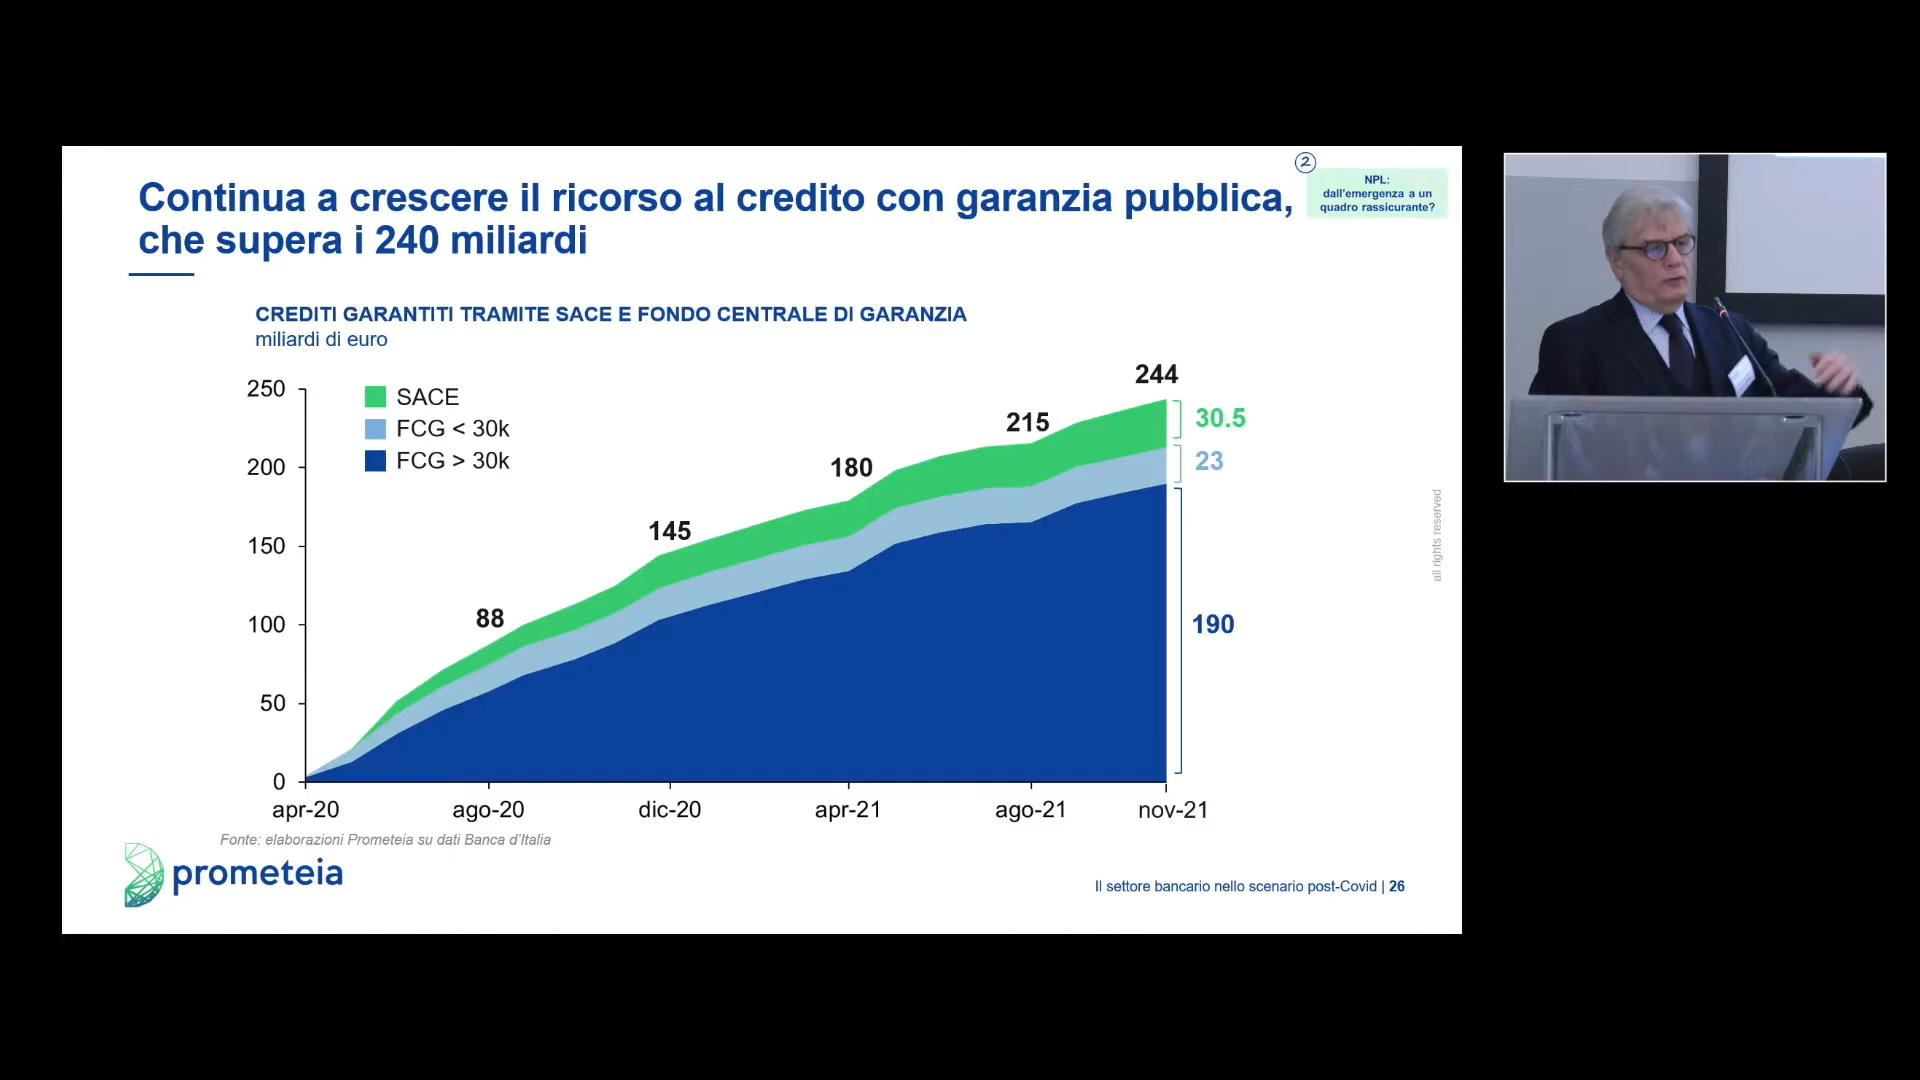 Continua a crescere il ricorso al credito con garanzia pubblica,
che supera i 240 miliardi
2
NPL:
dall'emergenza a un
quadro rassicurante?
CREDITI GARANTITI TRAMITE SACE E FONDO CENTRALE DI GARANZIA
miliardi di euro
250
200
150
100
50
0
SACE
FCG < 30k
FCG > 30k
88
145
180
215
244
30.5
23
190
apr-20
ago-20
dic-20
apr-21
ago-21
nov-21
all rights reserved
Fonte: elaborazioni Prometeia su dati Banca d'Italia
prometeia
Il settore bancario nello scenario post-Covid | 26